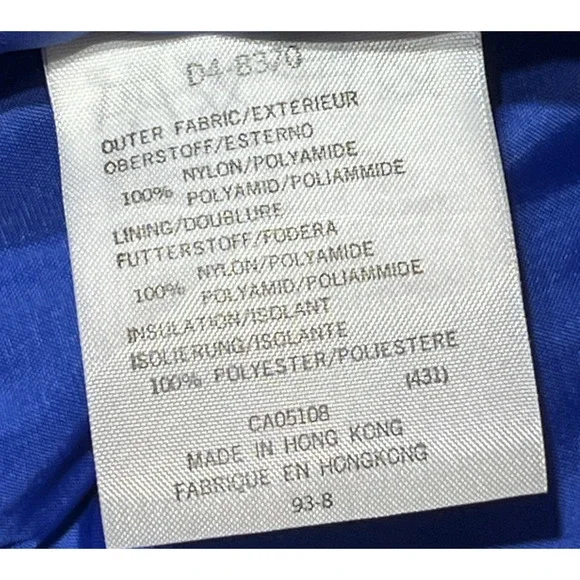 D4-8370
OUTER FABRIC/EXTERIEUR
OBERSTOFF/ESTERNO
100% NYLON/POLYAMIDE
POLYAMID/POLIAMMIDE
LINING/DOUBLURE
FUTTERSTOFF/FODERA
100% NYLON/POLYAMIDE
POLYAMID/POLIAMMIDE
INSULATION/ISOLANT
ISOLIERUNG/ISOLANTE
100% POLYESTER/POLIESTERE
(431)
CA05108
MADE IN HONG KONG
FABRIQUE EN HONGKONG
93-8